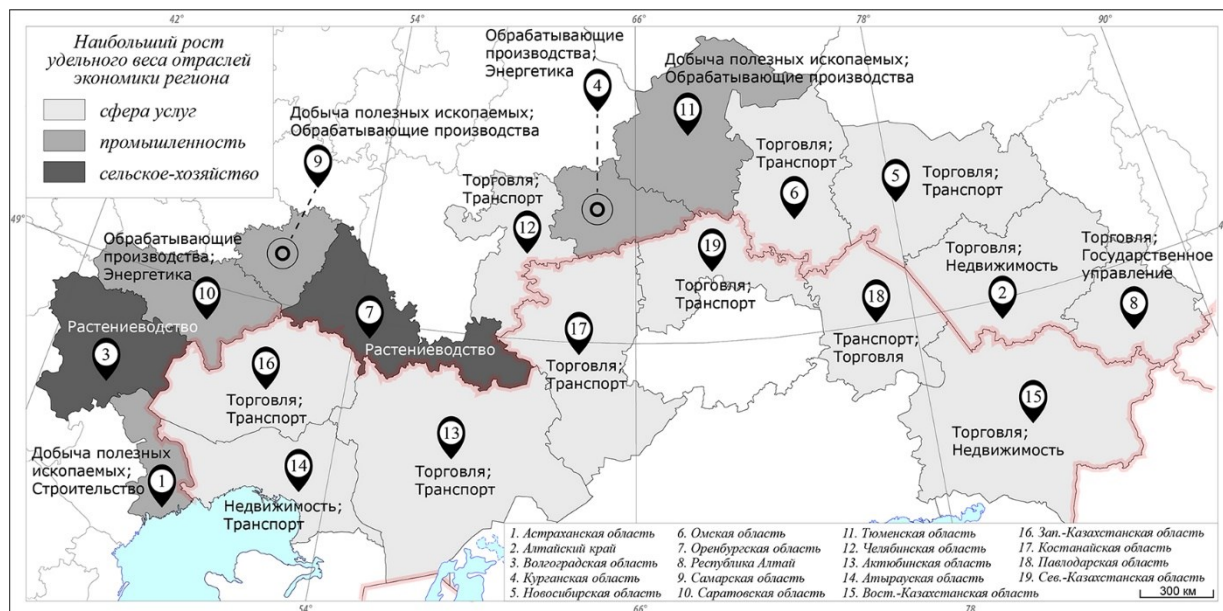 42°
54°
66°
78°
90°
Наибольший рост
удельного веса отраслей
экономики региона
сфера услуг
промышленность
сельское-хозяйство
Обрабатывающие
производства;
Энергетика
4
Добыча полезных ископаемых;
Обрабатывающие производства
11
Добыча полезных ископаемых;
Обрабатывающие производства
9
Торговля;
Транспорт
12
Торговля;
Транспорт
6
5
Торговля;
Транспорт
49°
Обрабатывающие
производства;
Энергетика
10
19
Торговля;
Транспорт
Торговля;
Недвижимость
2
Торговля;
Государственное
управление
8
Растениеводство
3
7
Растениеводство
17
Торговля;
Транспорт
18
Транспорт;
Торговля
16
Торговля;
Транспорт
15
Торговля;
Недвижимость
13
Торговля;
Транспорт
Добыча полезных
ископаемых;
Строительство
1
14
Недвижимость;
Транспорт
1. Астраханская область
2. Алтайский край
3. Волгоградская область
4. Курганская область
5. Новосибирская область
6. Омская область
7. Оренбургская область
8. Республика Алтай
9. Самарская область
10. Саратовская область
11. Тюменская область
12. Челябинская область
13. Актюбинская область
14. Атырауская область
15. Вост.-Казахстанская область
16. Зап.-Казахстанская область
17. Костанайская область
18. Павлодарская область
19. Сев.-Казахстанская область
300 км
54°
66°
78